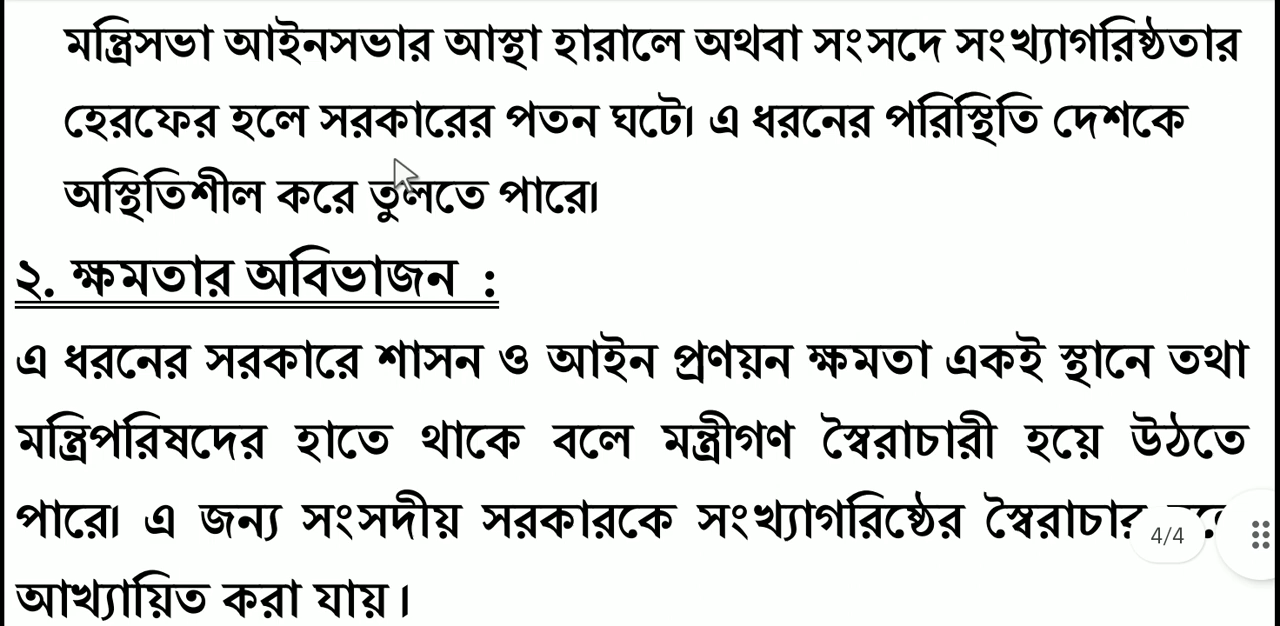 মন্ত্রিসভা আইনসভার আস্থা হারালে অথবা সংসদে সংখ্যাগরিষ্ঠতার
হেরফের হলে সরকারের পতন ঘটে। এ ধরনের পরিস্থিতি দেশকে
অস্থিতিশীল করে তুলতে পারে।
২. ক্ষমতার অবিভাজন :
এ ধরনের সরকারে শাসন ও আইন প্রণয়ন ক্ষমতা একই স্থানে তথা
মন্ত্রিপরিষদের হাতে থাকে বলে মন্ত্রীগণ স্বৈরাচারী হয়ে উঠতে
পারে। এ জন্য সংসদীয় সরকারকে সংখ্যাগরিষ্ঠের স্বৈরাচার
4/4
আখ্যায়িত করা যায়।